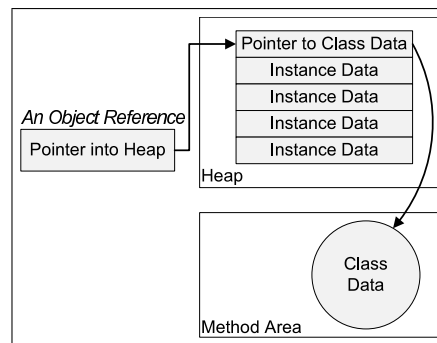 An Object Reference
Pointer into Heap
Pointer to Class Data
Instance Data
Instance Data
Instance Data
Instance Data
Heap
Class
Data
Method Area